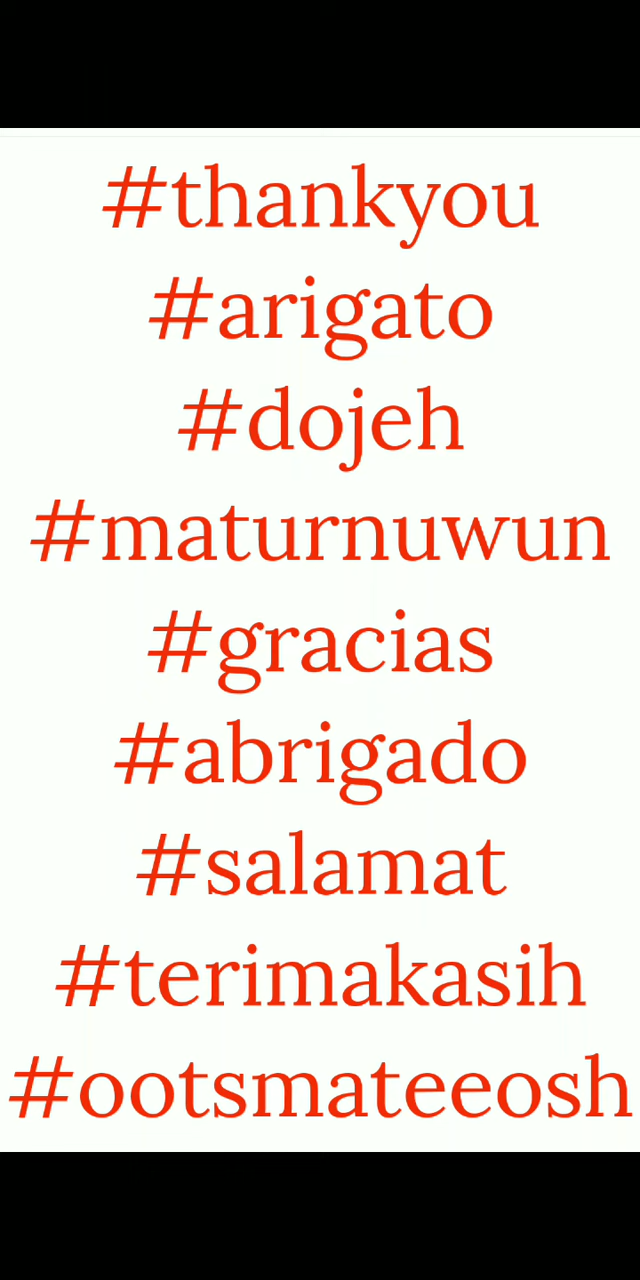 #thankyou
#arigato
#dojeh
#maturnuwun
#gracias
#abrigado
#salamat
#terimakasih
#ootsmateeosh